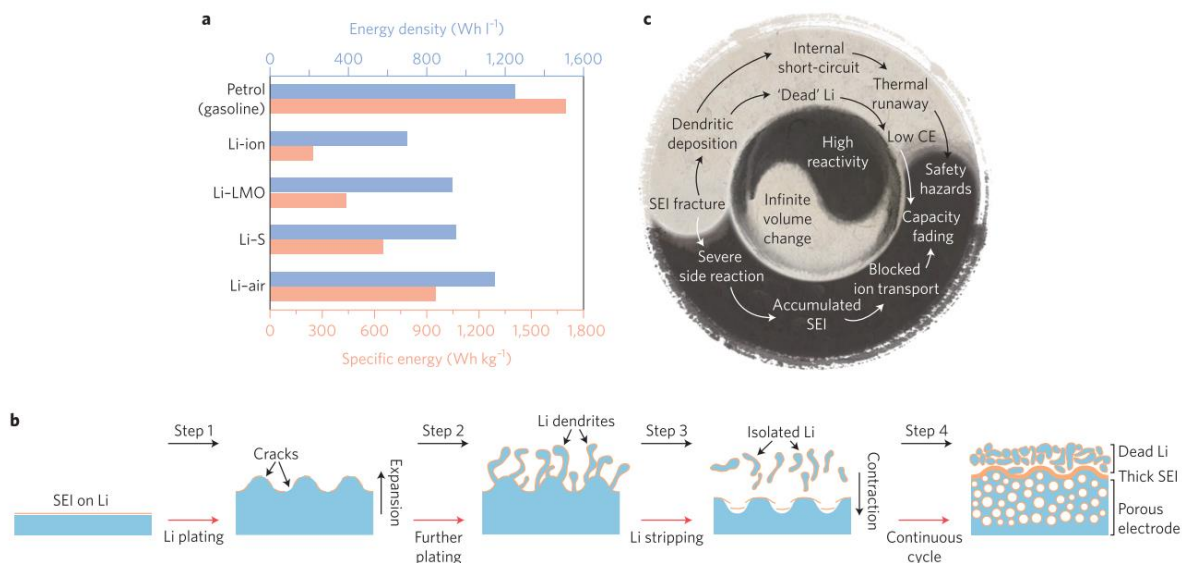 a
Energy density (Wh l⁻¹)
0 400 800 1,200 1,600
Petrol
(gasoline)
Li-ion
Li–LMO
Li–S
Li–air
0 300 600 900 1,200 1,500 1,800
Specific energy (Wh kg⁻¹)
c
Internal
short-circuit
Thermal
runaway
'Dead' Li
Low CE
Dendritic
deposition
High
reactivity
Safety
hazards
SEI fracture
Infinite
volume
change
Capacity
fading
Severe
side reaction
Blocked
ion transport
Accumulated
SEI
b
SEI on Li
Step 1
Li plating
Cracks
Expansion
Step 2
Further
plating
Li dendrites
Step 3
Li stripping
Isolated Li
Contraction
Step 4
Continuous
cycle
Dead Li
Thick SEI
Porous
electrode